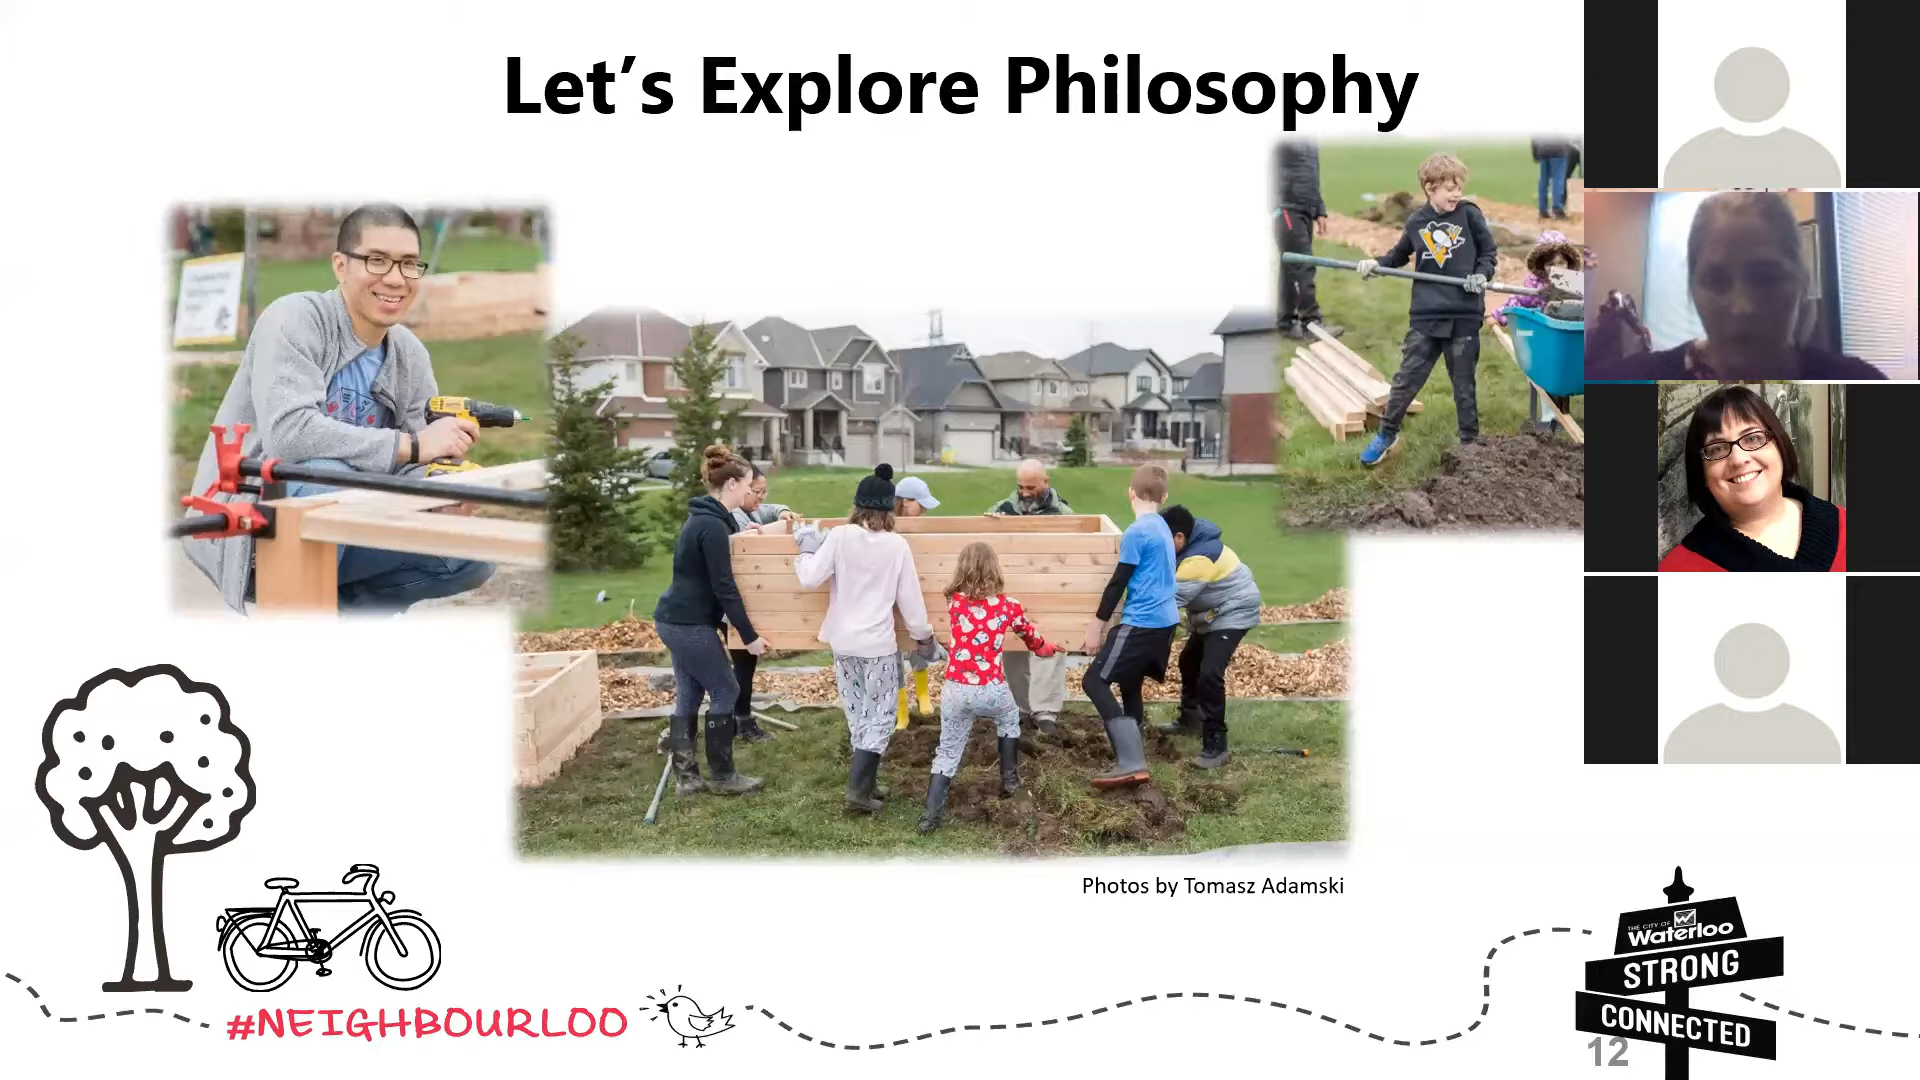 Let’s Explore Philosophy
Photos by Tomasz Adamski
#NEIGHBOURLOO
THE CITY OF
Waterloo
STRONG
CONNECTED
12